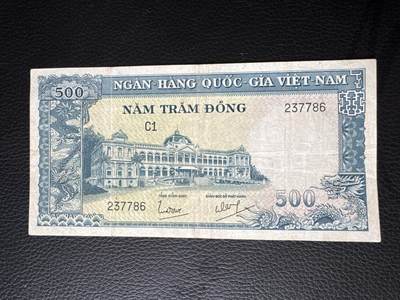 NGÂN HÀNG QUỐC-GIA VIỆT-NAM
500
NĂM TRĂM ĐỒNG
C1
237786
237786
500